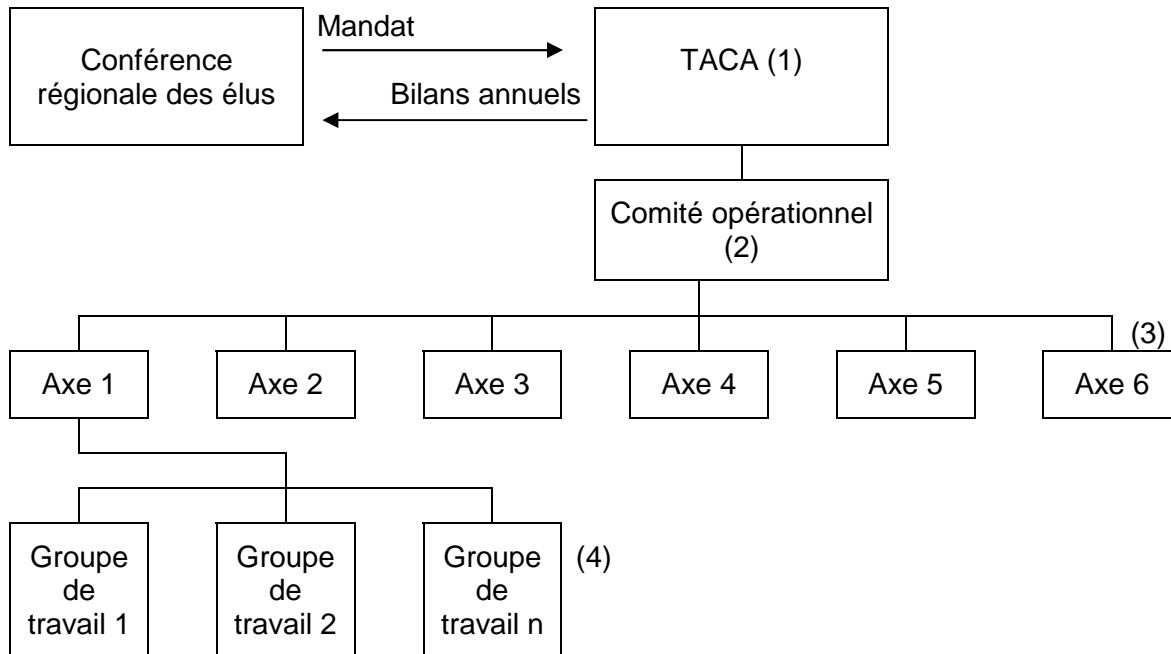 Conférence
régionale des élus
Mandat
Bilans annuels
TACA (1)
Comité opérationnel
(2)
(3)
Axe 1
Axe 2
Axe 3
Axe 4
Axe 5
Axe 6
Groupe
de
travail 1
Groupe
de
travail 2
Groupe
de
travail n
(4)